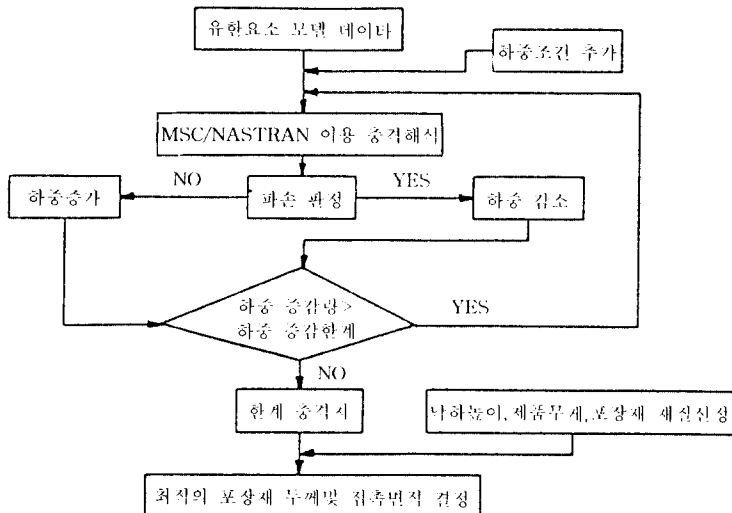 유한요소 모델 데이타
하중조건 추가
MSC/NASTRAN 이용 충격해석
NO
YES
하중증가
파손 판정
하중 감소
하중 증감량>
하중 증감한계
YES
NO
한계 충격치
낙하높이,제품무게,포장재 재질선정
최적의 포장재 두께및 접촉면적 결정